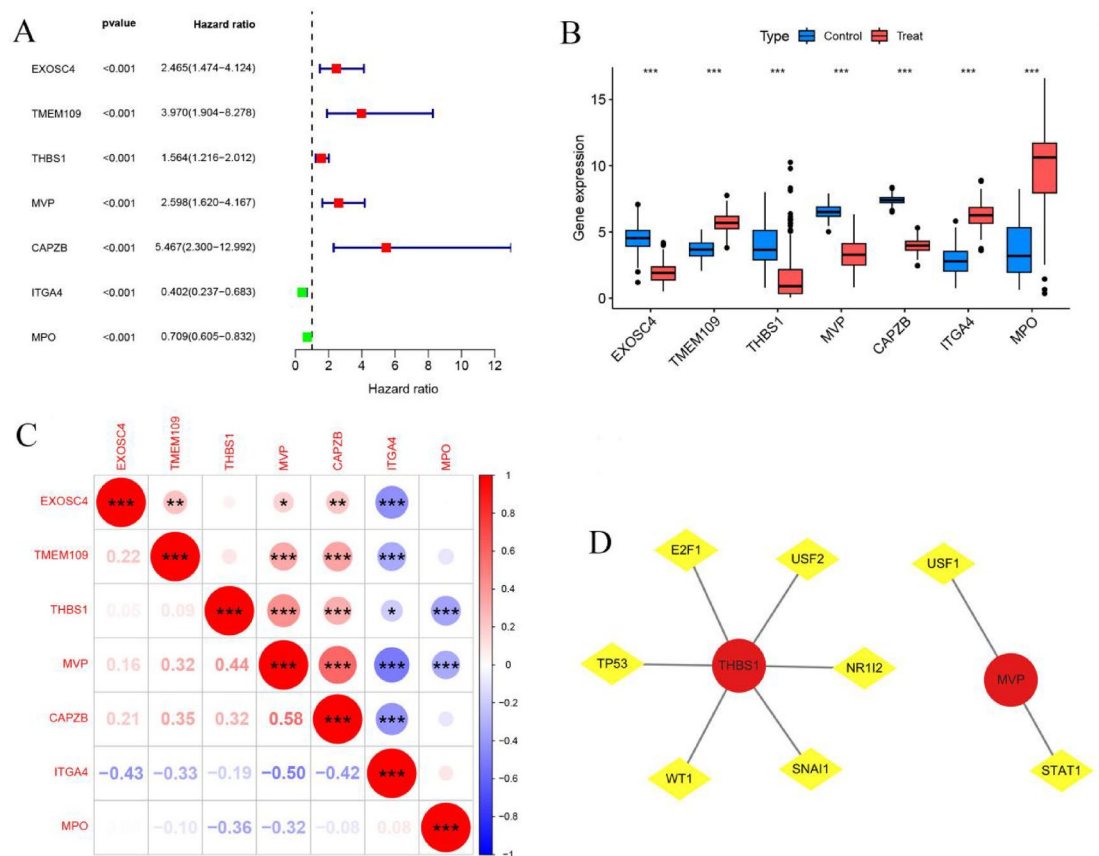 A
pvalue Hazard ratio
EXOSC4 <0.001 2.465(1.474−4.124)
TMEM109 <0.001 3.970(1.904−8.278)
THBS1 <0.001 1.564(1.216−2.012)
MVP <0.001 2.598(1.620−4.167)
CAPZB <0.001 5.467(2.300−12.992)
ITGA4 <0.001 0.402(0.237−0.683)
MPO <0.001 0.709(0.605−0.832)
0 2 4 6 8 10 12
Hazard ratio
B
Type Control Treat
*** *** *** *** *** *** ***
Gene expression
15
10
5
0
EXOSC4 TMEM109 THBS1 MVP CAPZB ITGA4 MPO
C
EXOSC4 TMEM109 THBS1 MVP CAPZB ITGA4 MPO
EXOSC4 *** ** * ** ***
TMEM109 0.22 *** *** *** ***
THBS1 0.05 0.09 *** *** *** * ***
MVP 0.16 0.32 0.44 *** *** *** ***
CAPZB 0.21 0.35 0.32 0.58 *** ***
ITGA4 −0.43 −0.33 −0.19 −0.50 −0.42 ***
MPO −0.10 −0.36 −0.32 −0.08 0.08 ***
1
0.8
0.6
0.4
0.2
0
−0.2
−0.4
−0.6
−0.8
−1
D
E2F1 USF2 USF1
TP53 THBS1 NR1I2 MVP
WT1 SNAI1 STAT1